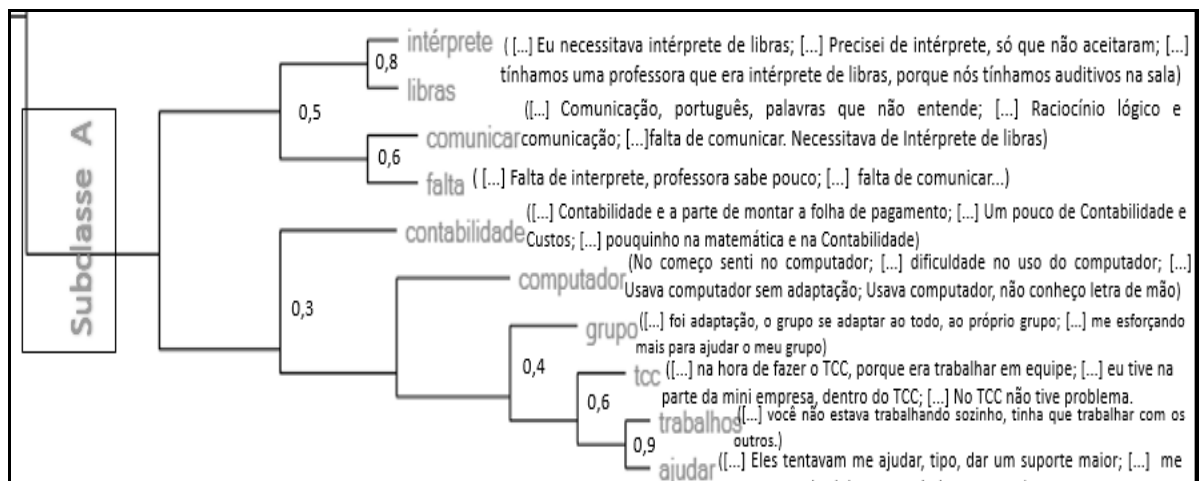 Subclasse A
intérprete ( [...] Eu necessitava intérprete de libras; [...] Precisei de intérprete, só que não aceitaram; [...]
0,8
tínhamos uma professora que era intérprete de libras, porque nós tínhamos auditivos na sala)
libras
0,5
([...] Comunicação, português, palavras que não entende; [...] Raciocínio lógico e
comunicar comunicação; [...]falta de comunicar. Necessitava de Intérprete de libras)
0,6
falta ( [...] Falta de interprete, professora sabe pouco; [...] falta de comunicar...)
([...] Contabilidade e a parte de montar a folha de pagamento; [...] Um pouco de Contabilidade e
contabilidade Custos; [...] pouquinho na matemática e na Contabilidade)
(No começo senti no computador; [...] dificuldade no uso do computador; [...]
computador Usava computador sem adaptação; Usava computador, não conheço letra de mão)
0,3
grupo ([...] foi adaptação, o grupo se adaptar ao todo, ao próprio grupo; [...] me esforçando
mais para ajudar o meu grupo)
0,4
tcc ([...] na hora de fazer o TCC, porque era trabalhar em equipe; [...] eu tive na
parte da mini empresa, dentro do TCC; [...] No TCC não tive problema.
0,6
trabalhos ([...] você não estava trabalhando sozinho, tinha que trabalhar com os
outros.)
0,9
ajudar ([...] Eles tentavam me ajudar, tipo, dar um suporte maior; [...] me